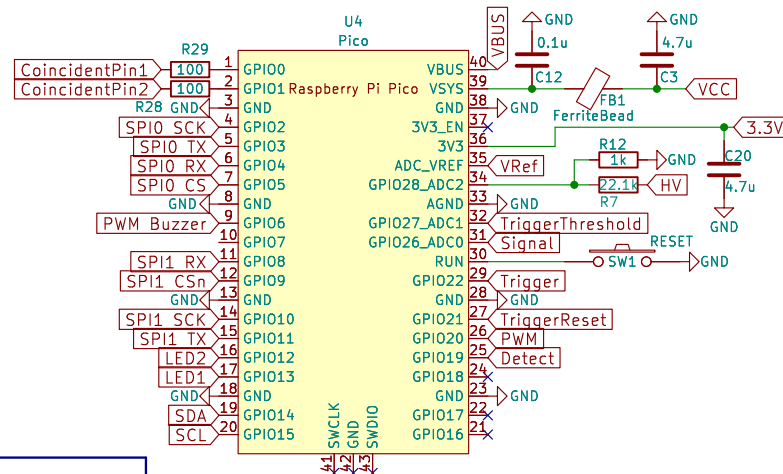 U4
Pico
Raspberry Pi Pico
R29
CoincidentPin1 100 1 GPIO0
CoincidentPin2 100 2 GPIO1
R28 GND 3 GND
SPI0 SCK 4 GPIO2
SPI0 TX 5 GPIO3
SPI0 RX 6 GPIO4
SPI0 CS 7 GPIO5
GND 8 GND
PWM Buzzer 9 GPIO6
10 GPIO7
SPI1 RX 11 GPIO8
SPI1 CSn 12 GPIO9
GND 13 GND
SPI1 SCK 14 GPIO10
SPI1 TX 15 GPIO11
LED2 16 GPIO12
LED1 17 GPIO13
GND 18 GND
SDA 19 GPIO14
SCL 20 GPIO15
SWCLK 41
GND 42
SWDIO 43
VBUS
GND
GND
0.1u
4.7u
C12
C3
VBUS 40
VSYS 39
FB1
FerriteBead
VCC
GND 38 GND
3V3_EN 37
3V3 36
3.3V
ADC_VREF 35 VRef
R12
1k
GND
C20
4.7u
GND
GPIO28_ADC2 34
22.1k
R7
HV
AGND 33 GND
GPIO27_ADC1 32 TriggerThreshold
GPIO26_ADC0 31 Signal
RUN 30
RESET
SW1
GND
GPIO22 29 Trigger
GND 28 GND
GPIO21 27 TriggerReset
GPIO20 26 PWM
GPIO19 25 Detect
GPIO18 24
GND 23 GND
GPIO17 22
GPIO16 21